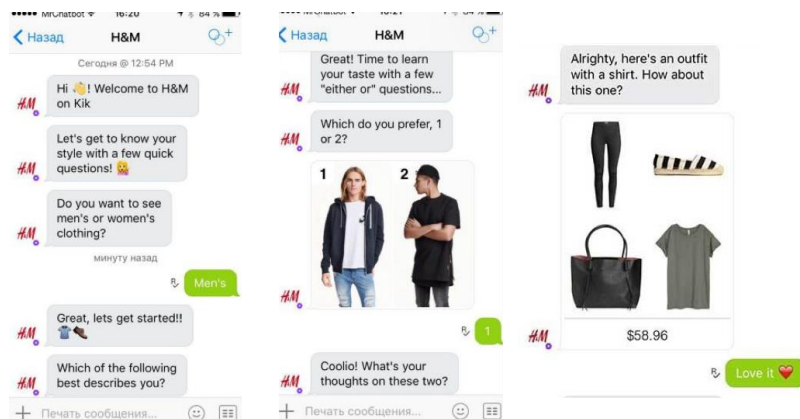 MrChatbot 16:20 84 %
Назад H&M
Сегодня @ 12:54 PM
Hi 👋! Welcome to H&M
on Kik
H&M
Let's get to know your
style with a few quick
questions! 🙆
H&M
Do you want to see
men's or women's
clothing?
H&M
минуту назад
Men's
Great, lets get started!!
👕👞
H&M
Which of the following
best describes you?
H&M
Печать сообщения...
MrChatbot 16:21 84 %
Назад H&M
Great! Time to learn
your taste with a few
"either or" questions...
H&M
Which do you prefer, 1
or 2?
H&M
1 2
H&M
1
Coolio! What's your
thoughts on these two?
H&M
Печать сообщения...
Alrighty, here's an outfit
with a shirt. How about
this one?
H&M
$58.96
H&M
Love it ❤️